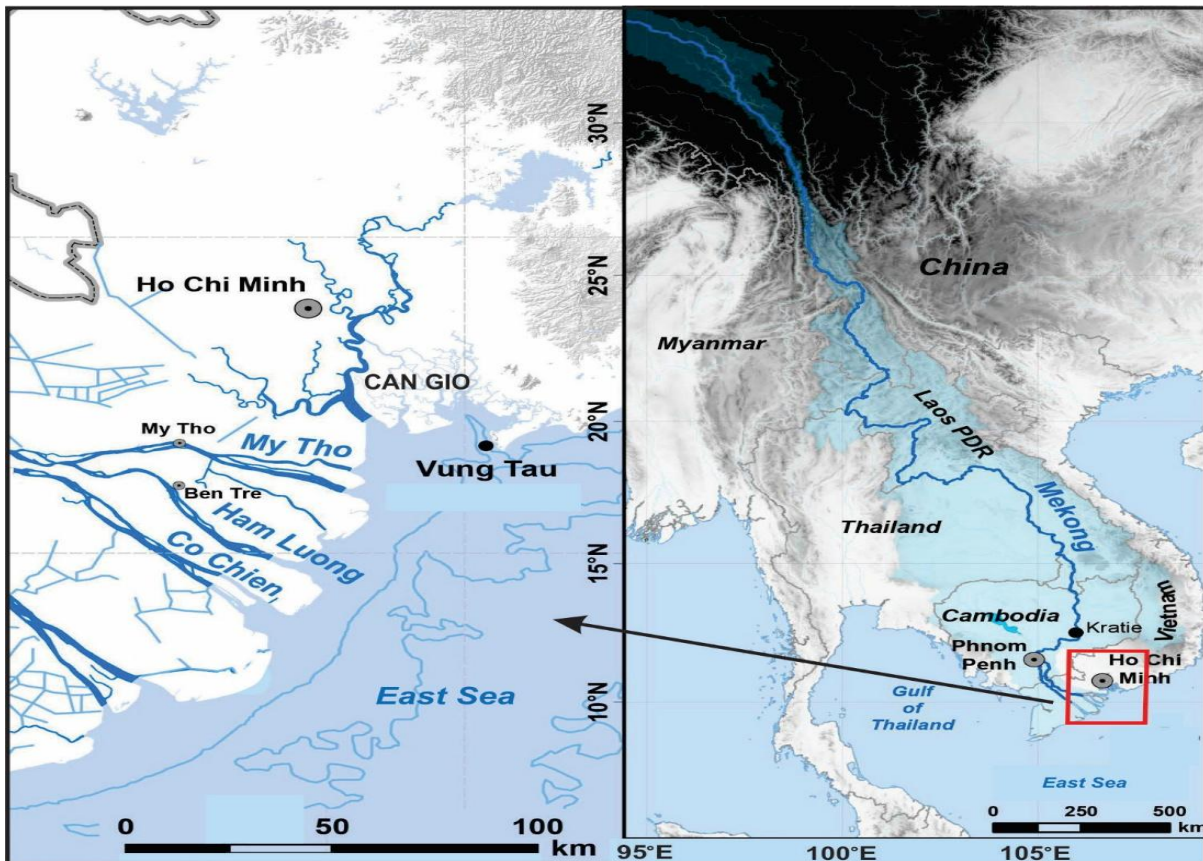 Ho Chi Minh
CAN GIO
My Tho
My Tho
Vung Tau
Ben Tre
Ham Luong
Co Chien
East Sea
0 50 100
km
30°N
25°N
20°N
15°N
10°N
China
Myanmar
Laos PDR
Mekong
Thailand
Vietnam
Cambodia
Kratie
Phnom
Penh
Ho Chi
Minh
Gulf
of
Thailand
East Sea
0 250 500
km
95°E 100°E 105°E